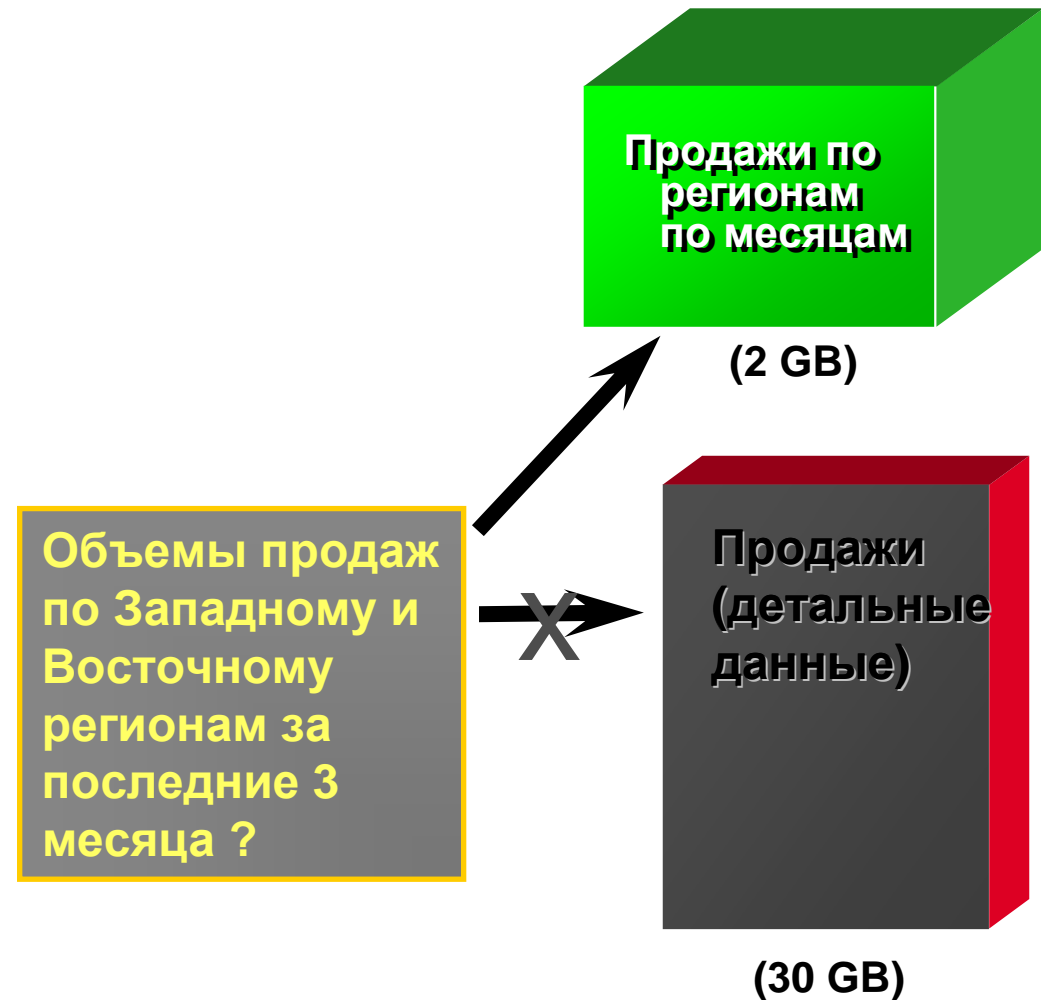 Продажи по
регионам
по месяцам
(2 GB)
Объемы продаж
по Западному и
Восточному
регионам за
последние 3
месяца ?
X
Продажи
(детальные
данные)
(30 GB)